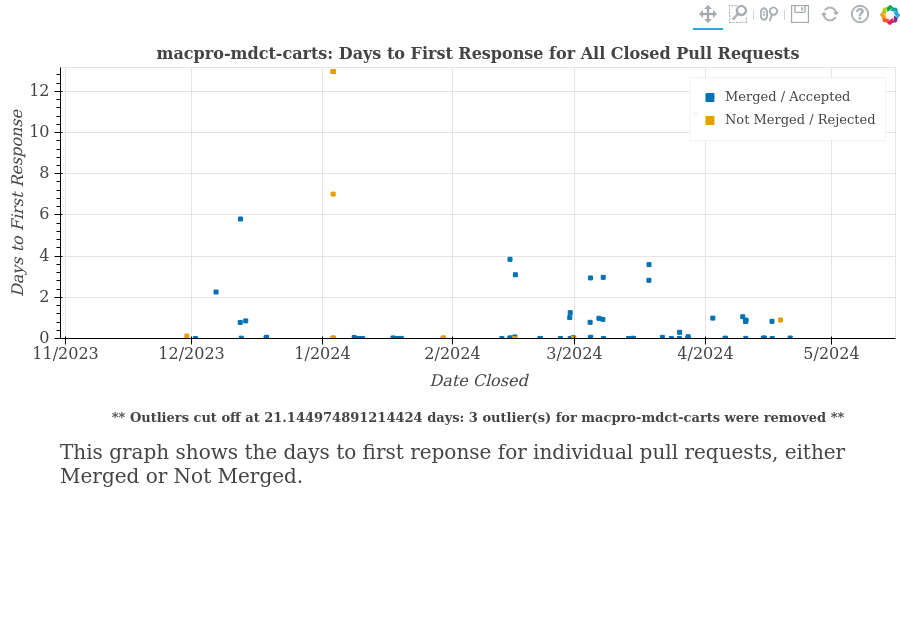 macpro-mdct-carts: Days to First Response for All Closed Pull Requests
Merged / Accepted
Not Merged / Rejected
Days to First Response
12
10
8
6
4
2
0
11/2023 12/2023 1/2024 2/2024 3/2024 4/2024 5/2024
Date Closed
** Outliers cut off at 21.144974891214424 days: 3 outlier(s) for macpro-mdct-carts were removed **
This graph shows the days to first reponse for individual pull requests, either
Merged or Not Merged.